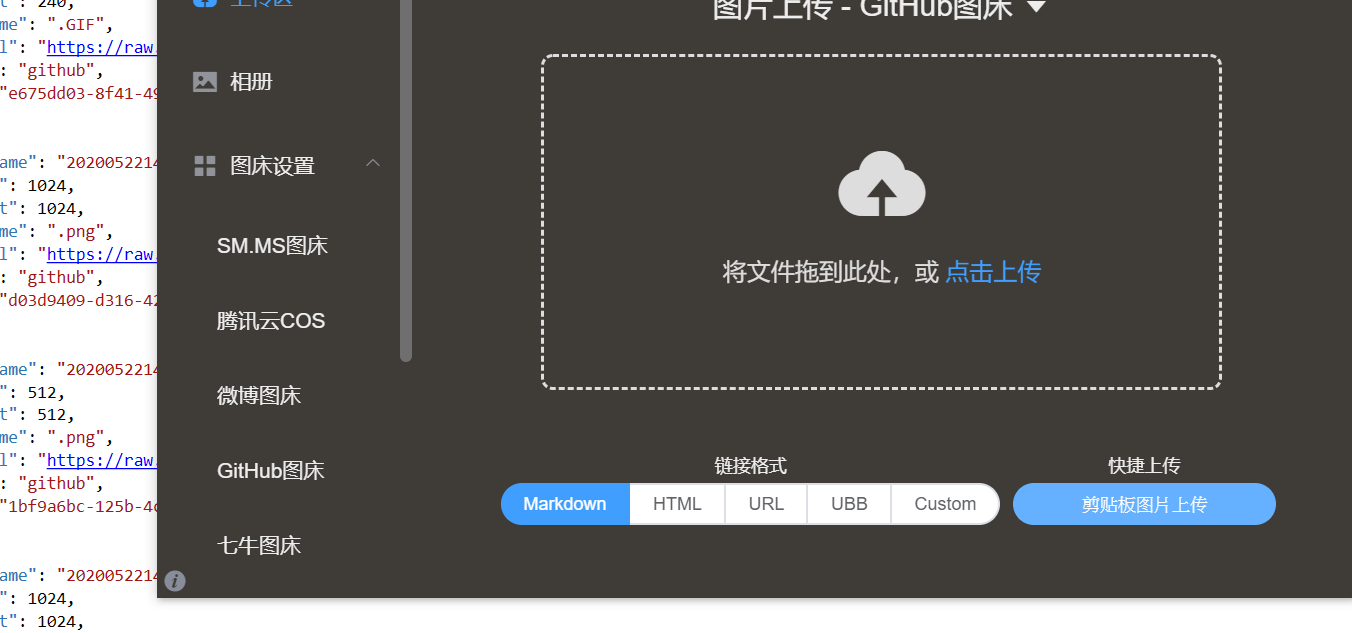 t": 240,
me": ".GIF",
l": "https://raw.
: "github",
"e675dd03-8f41-49
ame": "2020052214
": 1024,
t": 1024,
me": ".png",
l": "https://raw.
: "github",
"d03d9409-d316-42
ame": "2020052214
": 512,
t": 512,
me": ".png",
l": "https://raw.
: "github",
"1bf9a6bc-125b-4c
ame": "2020052214
": 1024,
t": 1024,
上传区
相册
图床设置
SM.MS图床
腾讯云COS
微博图床
GitHub图床
七牛图床
图片上传 - GitHub图床
将文件拖到此处，或 点击上传
链接格式
Markdown HTML URL UBB Custom
快捷上传
剪贴板图片上传